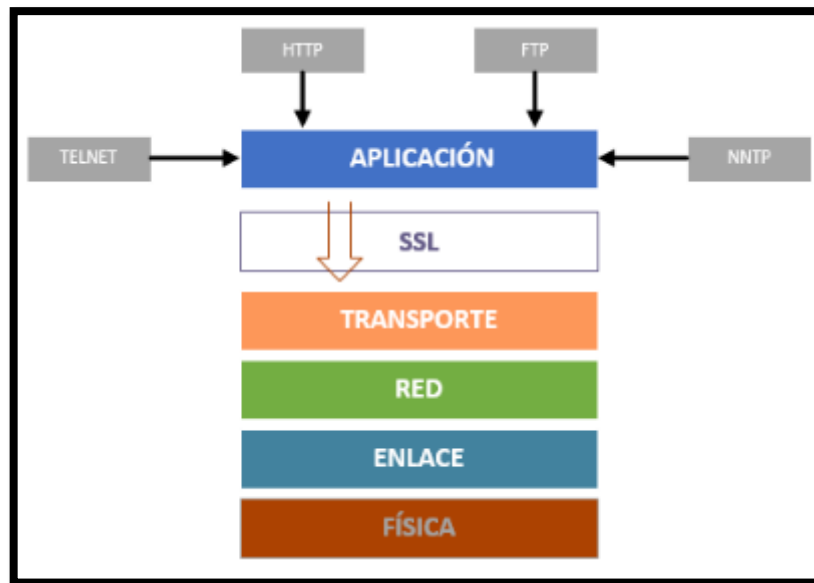 HTTP
FTP
TELNET
APLICACIÓN
NNTP
SSL
TRANSPORTE
RED
ENLACE
FÍSICA